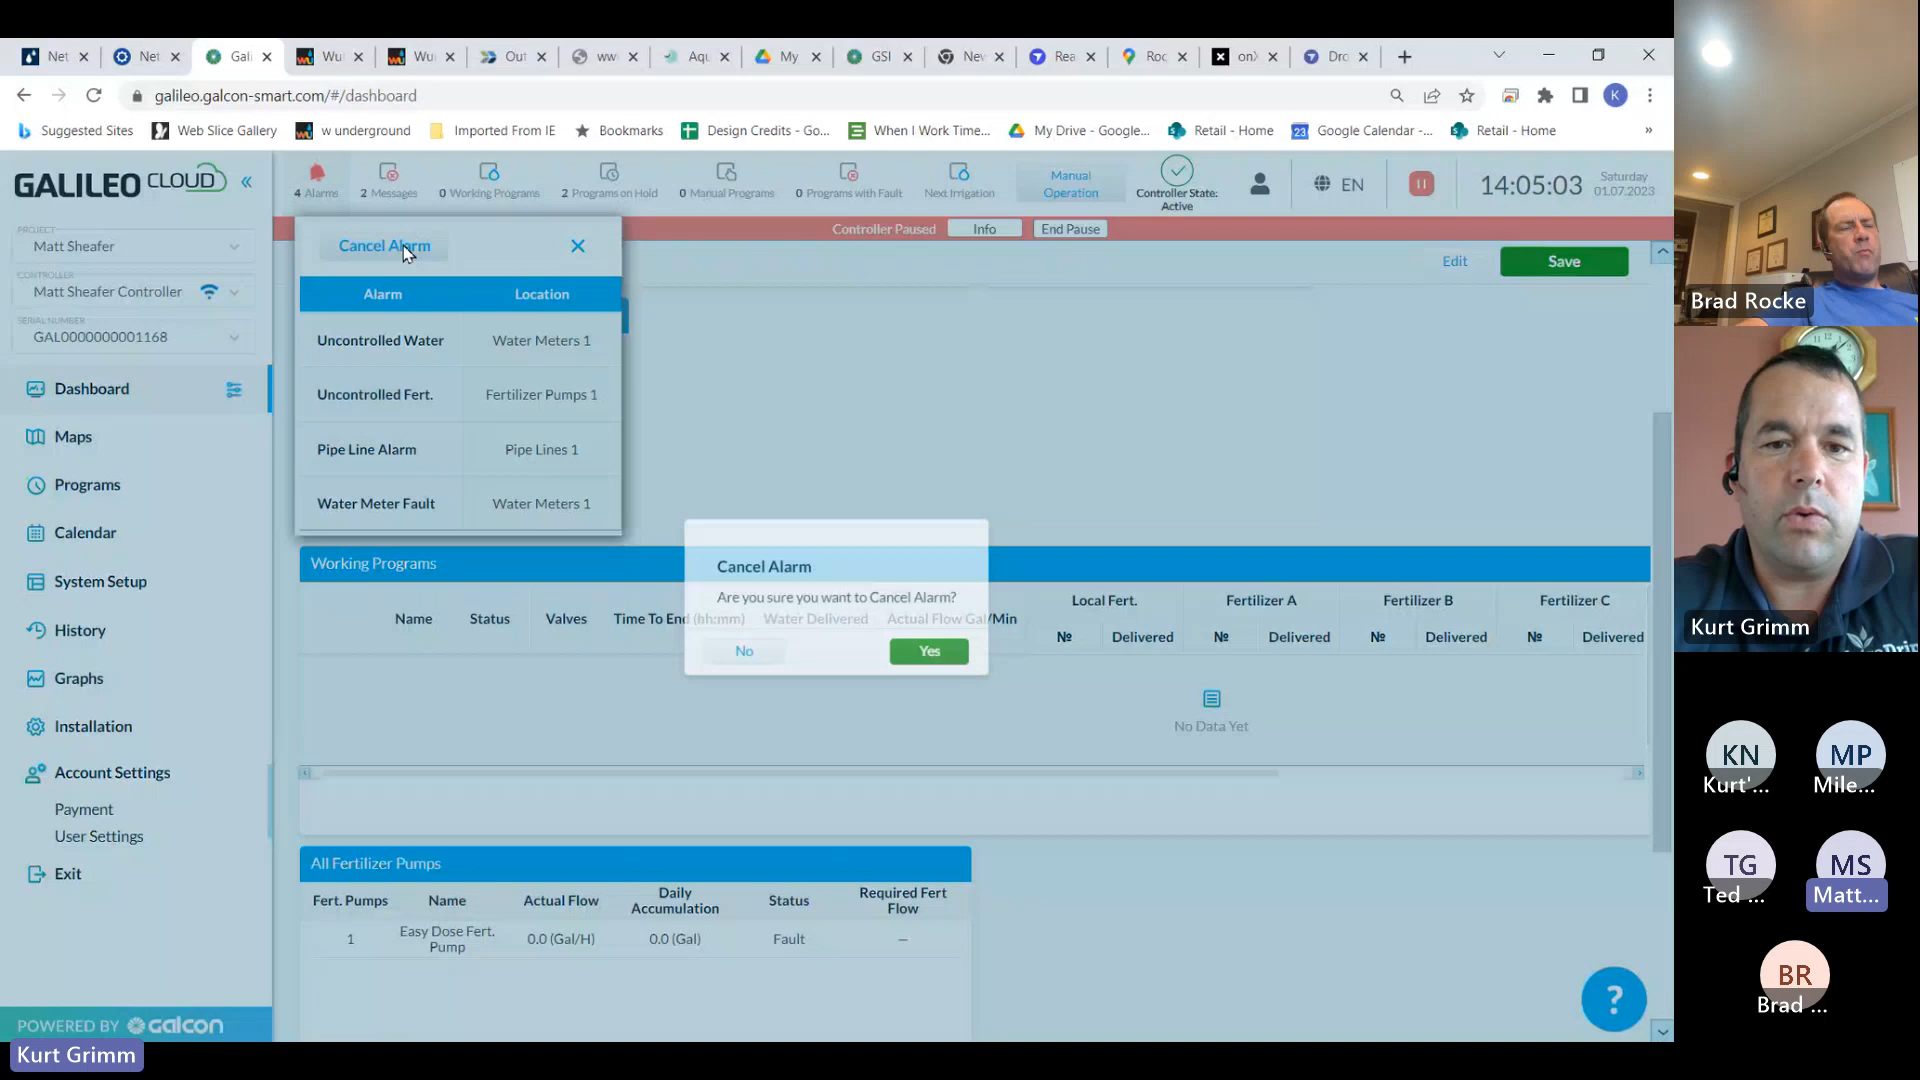 Net
Net
Gali
Wu
Wu
Out
ww
Aqu
My
GSI
Nev
Rea
Roc
onX
Dro
galileo.galcon-smart.com/#/dashboard
K
Suggested Sites
Web Slice Gallery
w underground
Imported From IE
Bookmarks
Design Credits - Go...
When I Work Time...
My Drive - Google...
Retail - Home
23
Google Calendar -...
Retail - Home
»
GALILEO CLOUD
«
4 Alarms
2 Messages
0 Working Programs
2 Programs on Hold
0 Manual Programs
0 Programs with Fault
Next Irrigation
Manual
Operation
Controller State:
Active
EN
14:05:03
Saturday
01.07.2023
Controller Paused
Info
End Pause
PROJECT
Matt Sheafer
CONTROLLER
Matt Sheafer Controller
SERIAL NUMBER
GAL0000000001168
Dashboard
Maps
Programs
Calendar
System Setup
History
Graphs
Installation
Account Settings
Payment
User Settings
Exit
POWERED BY galcon
Kurt Grimm
Cancel Alarm
Edit
Save
Alarm Location
Uncontrolled Water Water Meters 1
Uncontrolled Fert. Fertilizer Pumps 1
Pipe Line Alarm Pipe Lines 1
Water Meter Fault Water Meters 1
Cancel Alarm
Are you sure you want to Cancel Alarm?
No
Yes
Working Programs
Name Status Valves Time To End (hh:mm) Water Delivered Actual Flow Gal/Min
Local Fert. Fertilizer A Fertilizer B Fertilizer C
№ Delivered № Delivered № Delivered № Delivered
No Data Yet
All Fertilizer Pumps
Fert. Pumps Name Actual Flow Daily Accumulation Status Required Fert Flow
1 Easy Dose Fert. Pump 0.0 (Gal/H) 0.0 (Gal) Fault —
?
Brad Rocke
Kurt Grimm
KN
Kurt'...
MP
Mile...
TG
Ted ...
MS
Matt...
BR
Brad ...